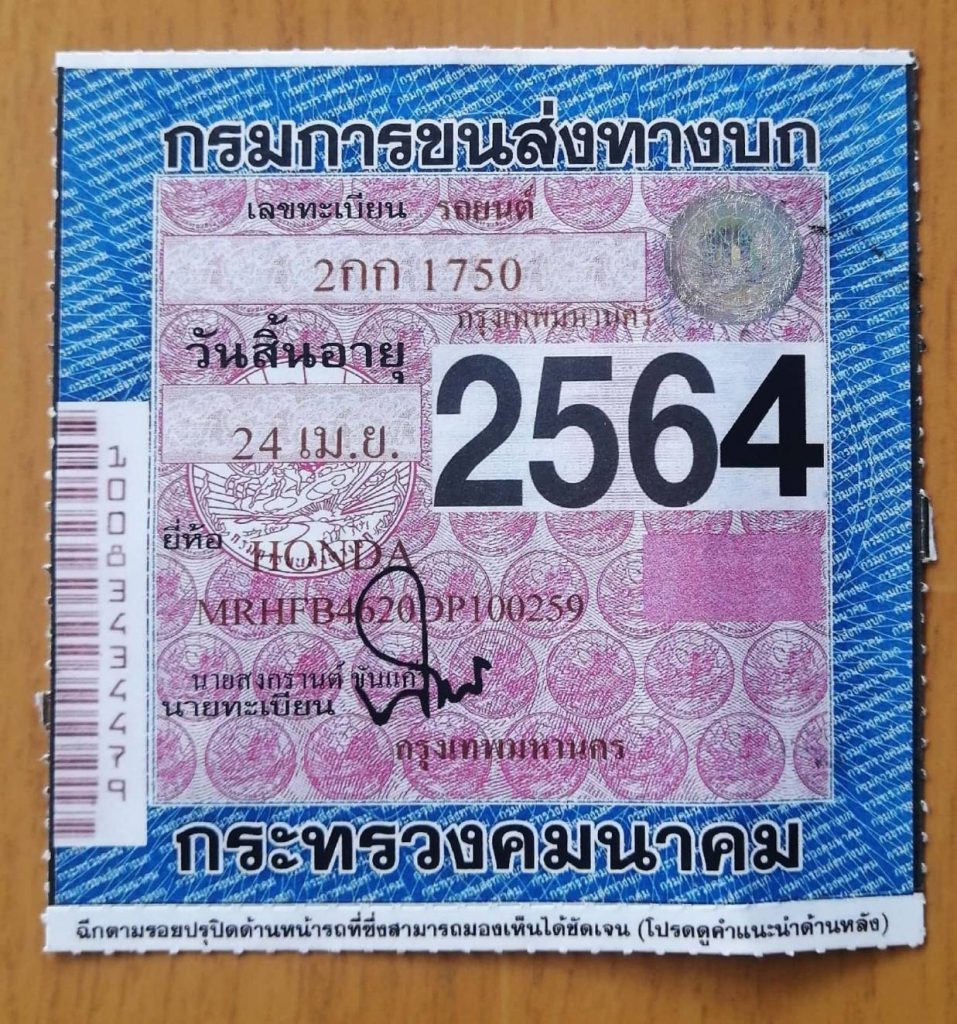 กรมการขนส่งทางบก
เลขทะเบียน รถยนต์
2กก 1750
กรุงเทพมหานคร
วันสิ้นอายุ
24 เม.ย.
2564
ยี่ห้อ
HONDA
MRHFB4620DP100259
นายสงกรานต์ ขันแก้ว
นายทะเบียน
กรุงเทพมหานคร
1008343434479
กระทรวงคมนาคม
ฉีกตามรอยปรุปิดด้านหน้ารถที่ซึ่งสามารถมองเห็นได้ชัดเจน (โปรดดูคำแนะนำด้านหลัง)